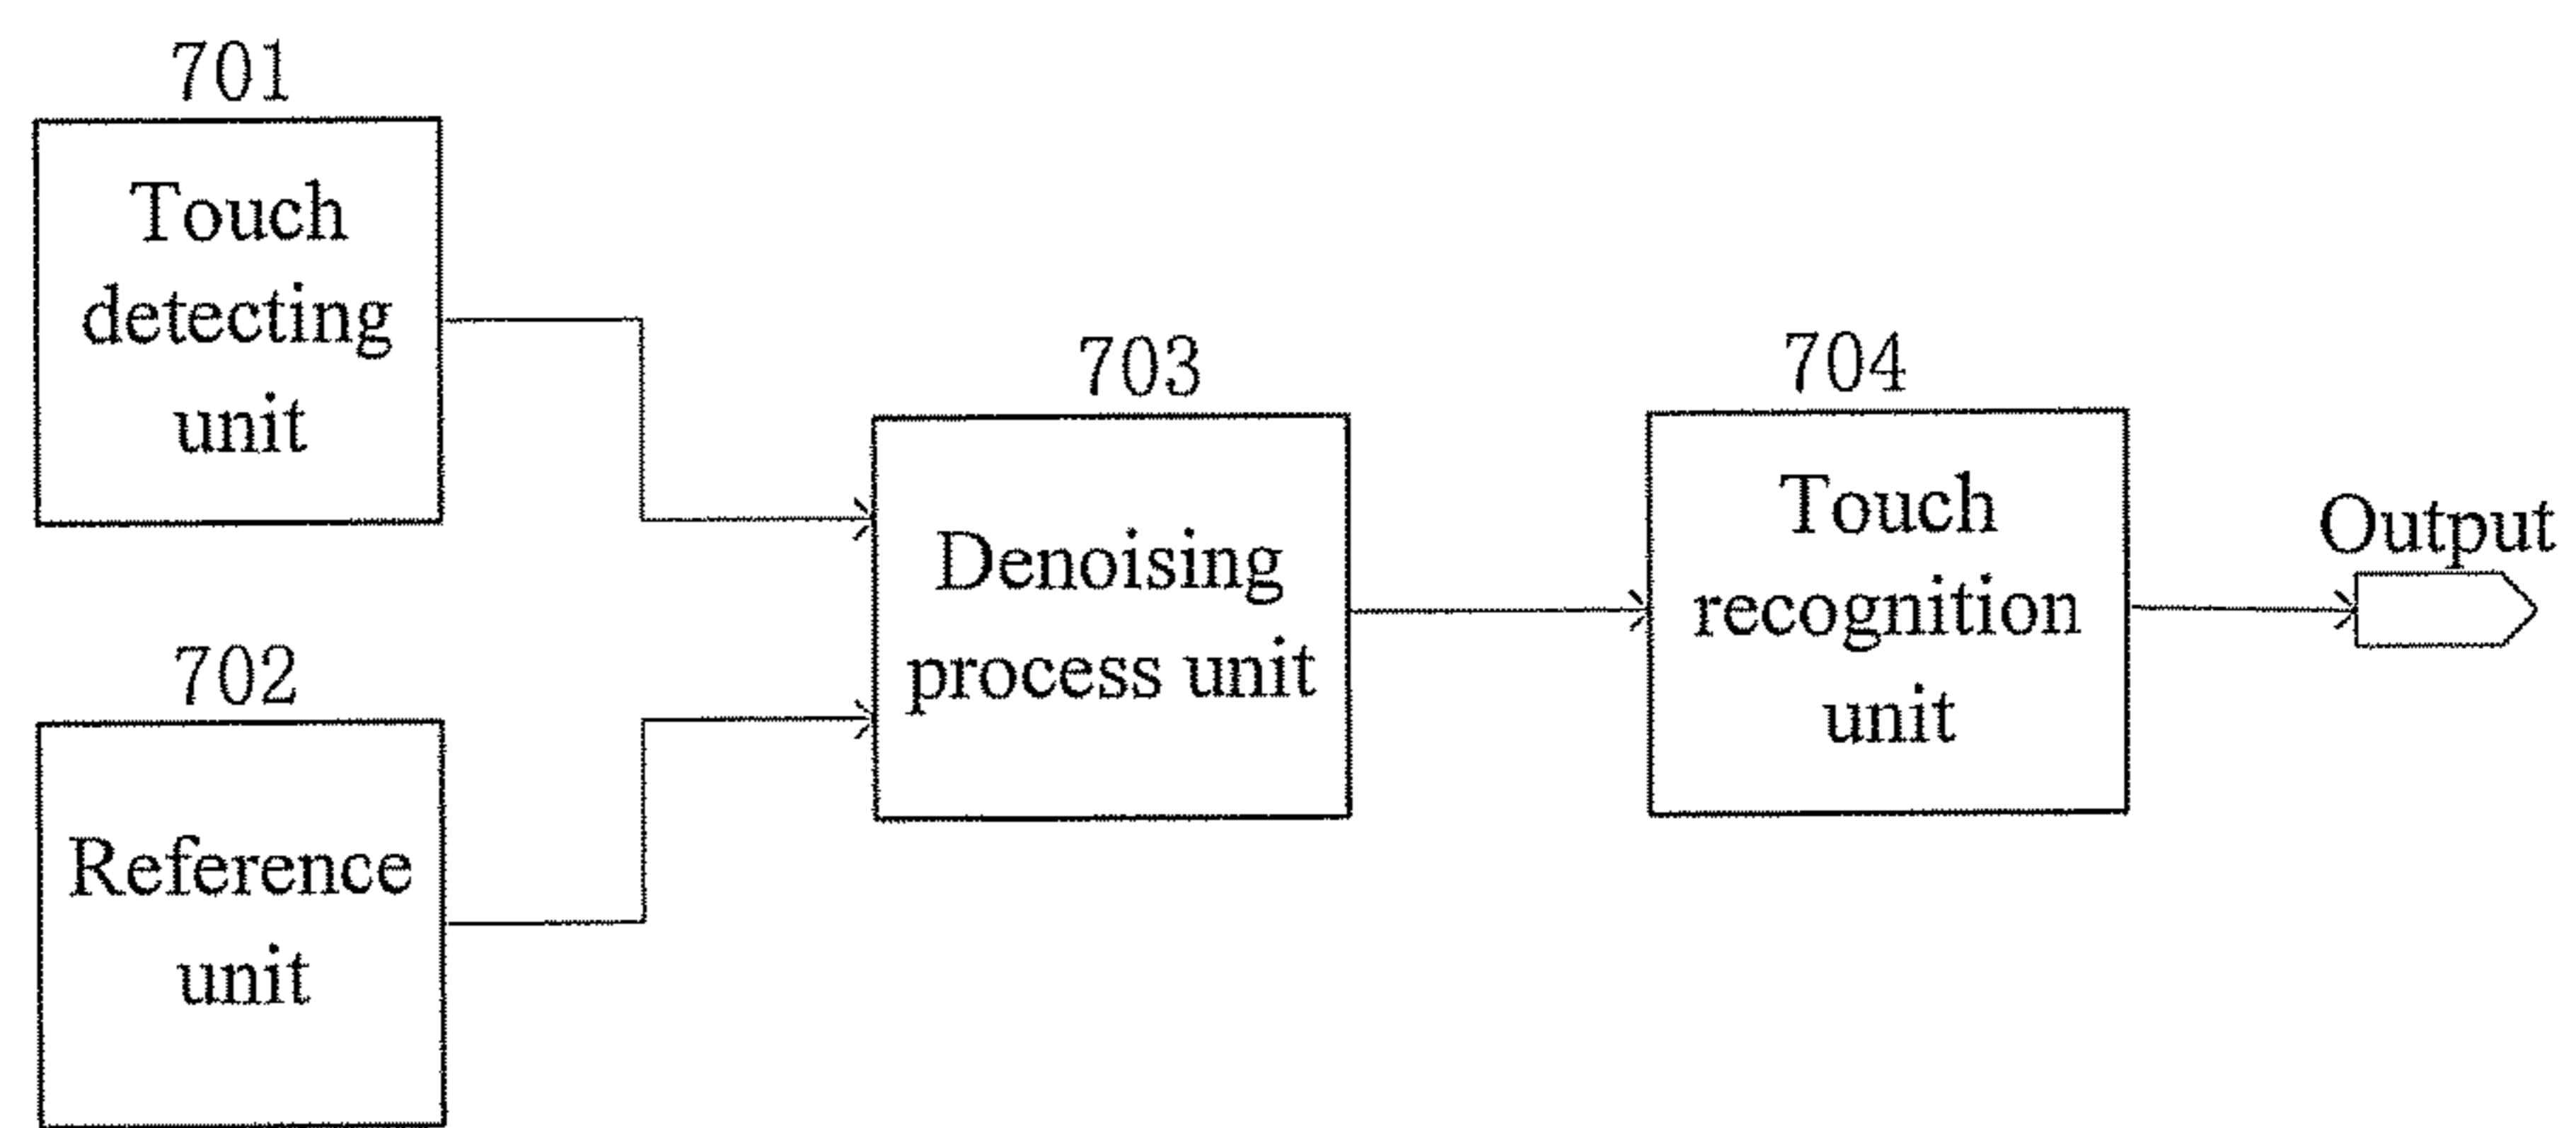 701
Touch
detecting
unit
702
Reference
unit
703
Denoising
process unit
704
Touch
recognition
unit
Output